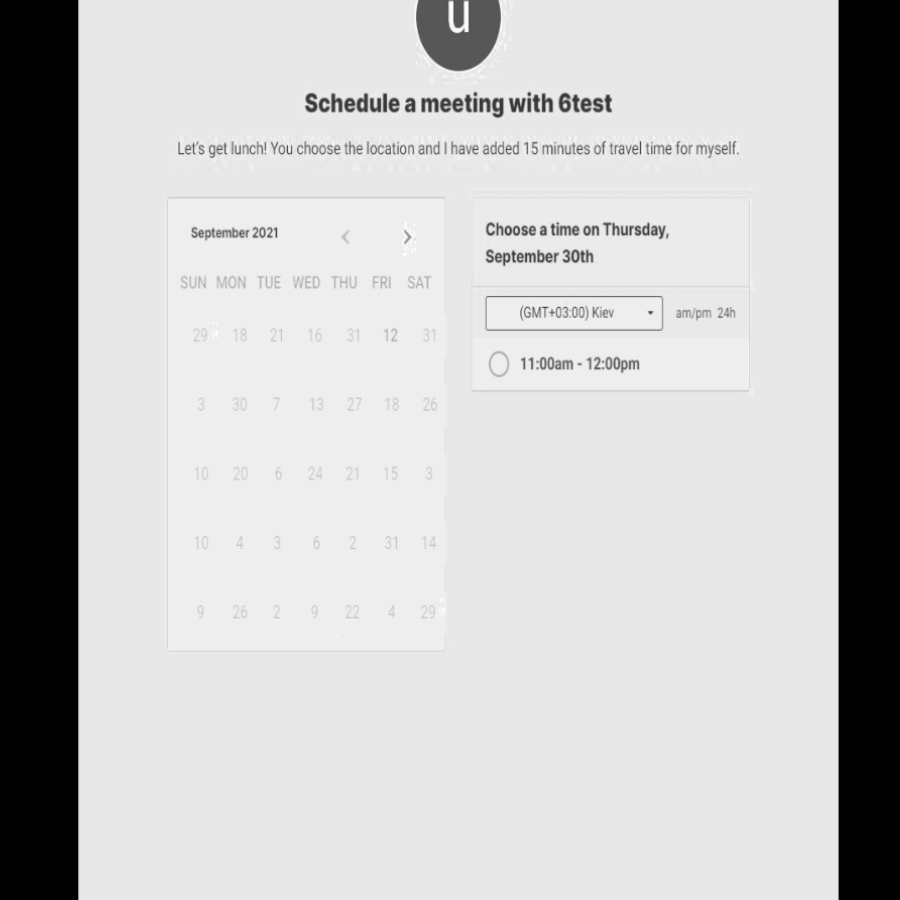 u
Schedule a meeting with 6test
Let's get lunch! You choose the location and I have added 15 minutes of travel time for myself.
September 2021
SUN MON TUE WED THU FRI SAT
29 18 21 16 31 12 31
3 30 7 13 27 18 26
10 20 6 24 21 15 3
10 4 3 6 2 31 14
9 26 2 9 22 4 29
Choose a time on Thursday,
September 30th
(GMT+03:00) Kiev am/pm 24h
11:00am - 12:00pm